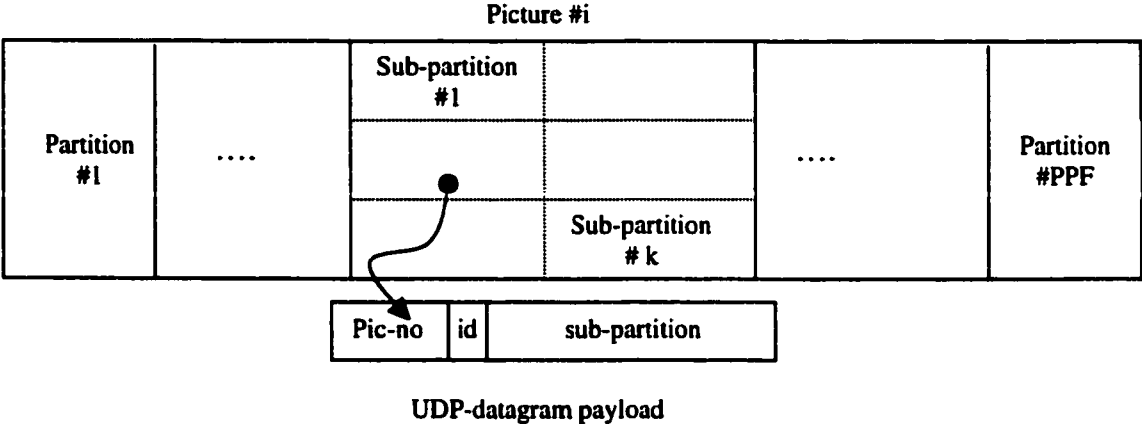 Picture #i
Sub-partition
#1
Partition
#1
....
....
Partition
#PPF
Sub-partition
# k
Pic-no id sub-partition
UDP-datagram payload